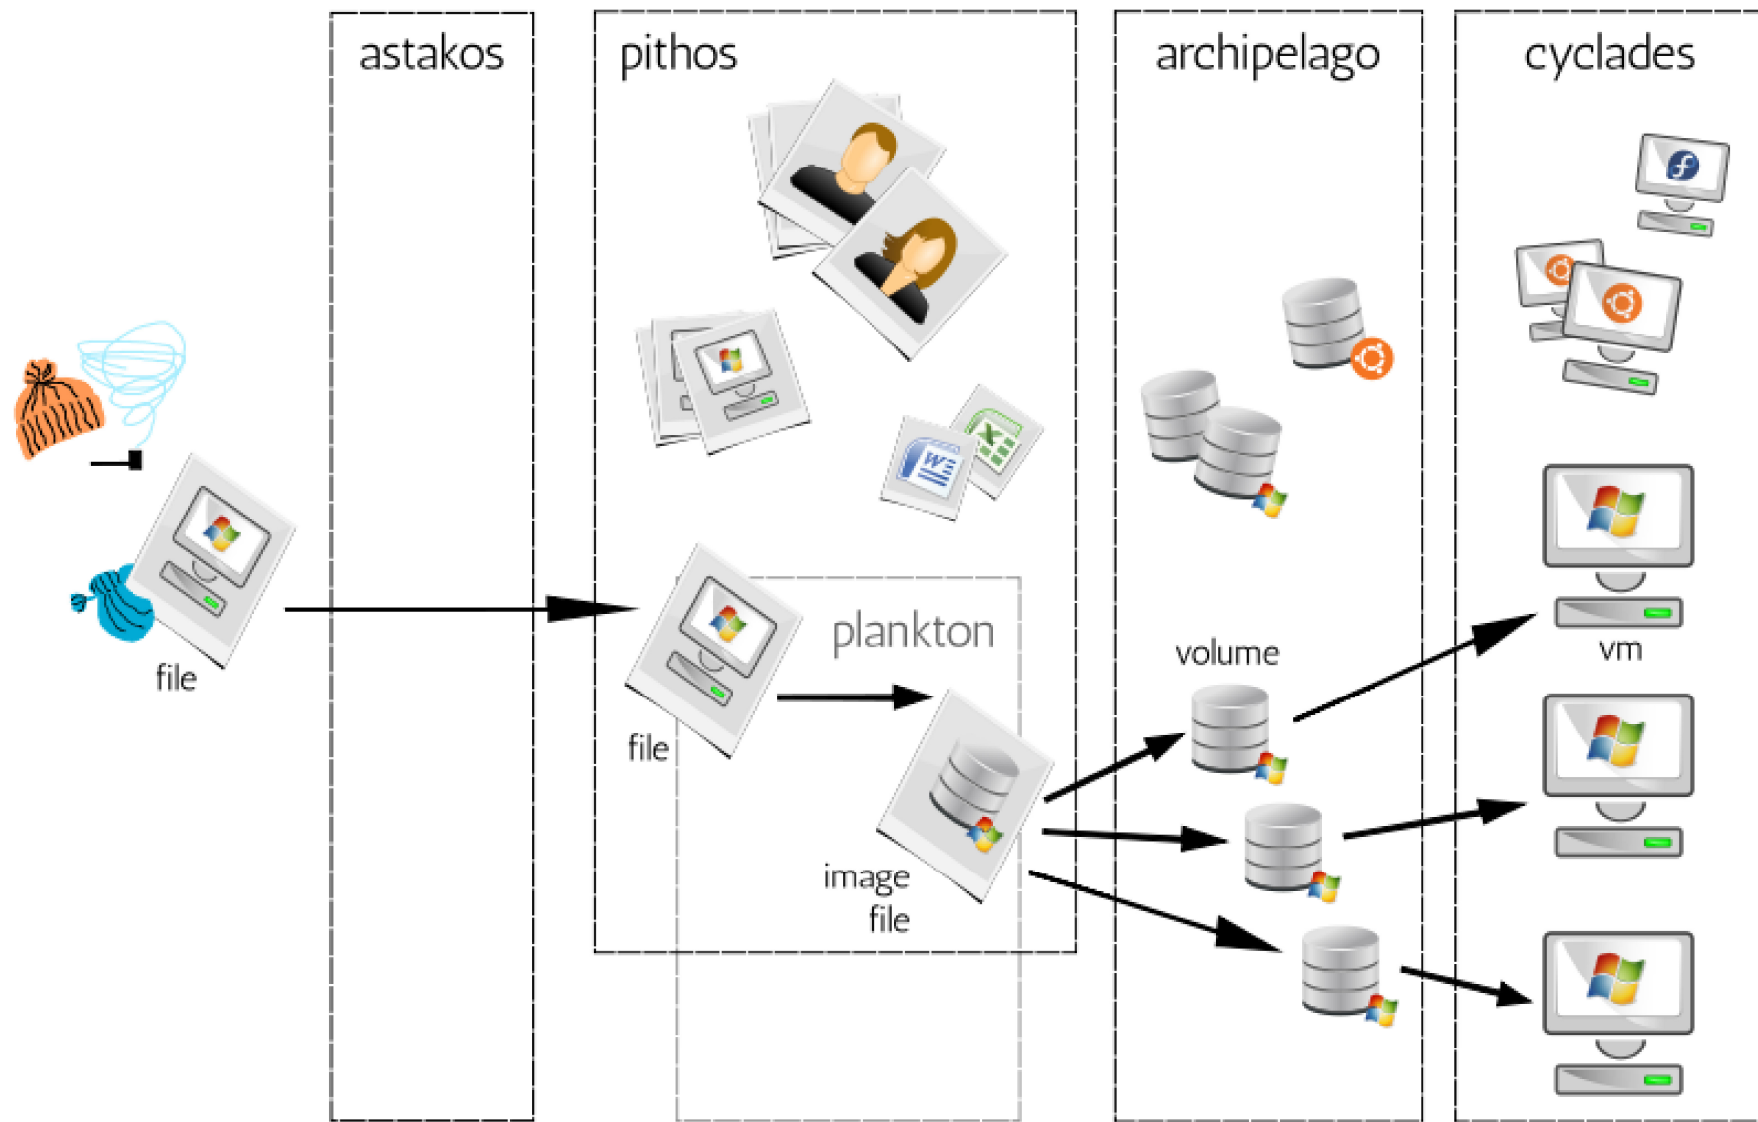 astakos
pithos
archipelago
cyclades
W
X
file
file
plankton
image
file
volume
vm